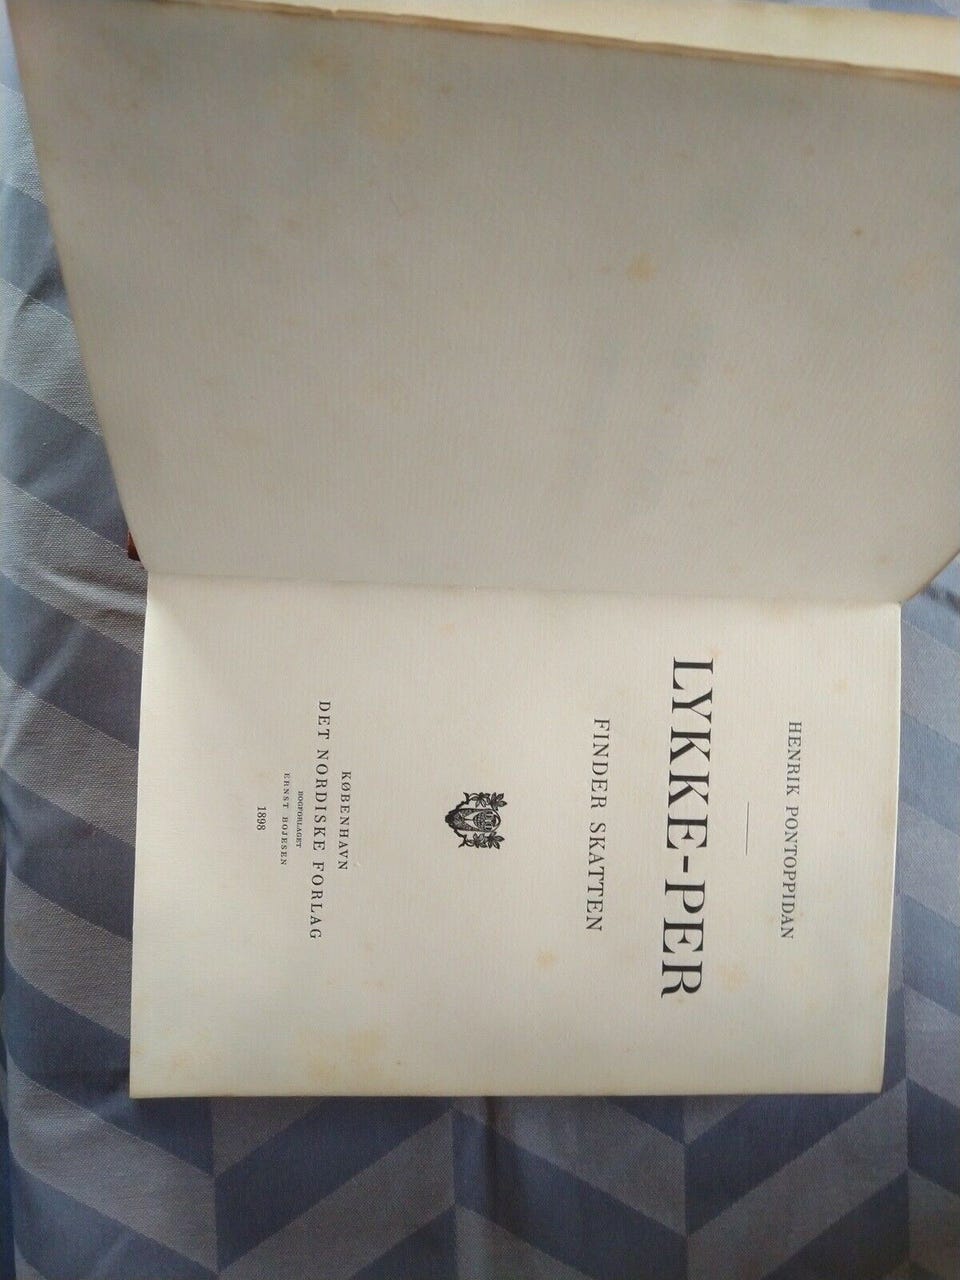 HENRIK PONTOPPIDAN
LYKKE-PER
FINDER SKATTEN
KØBENHAVN
DET NORDISKE FORLAG
BOGFORLAGET
ERNST BOJESEN
1898